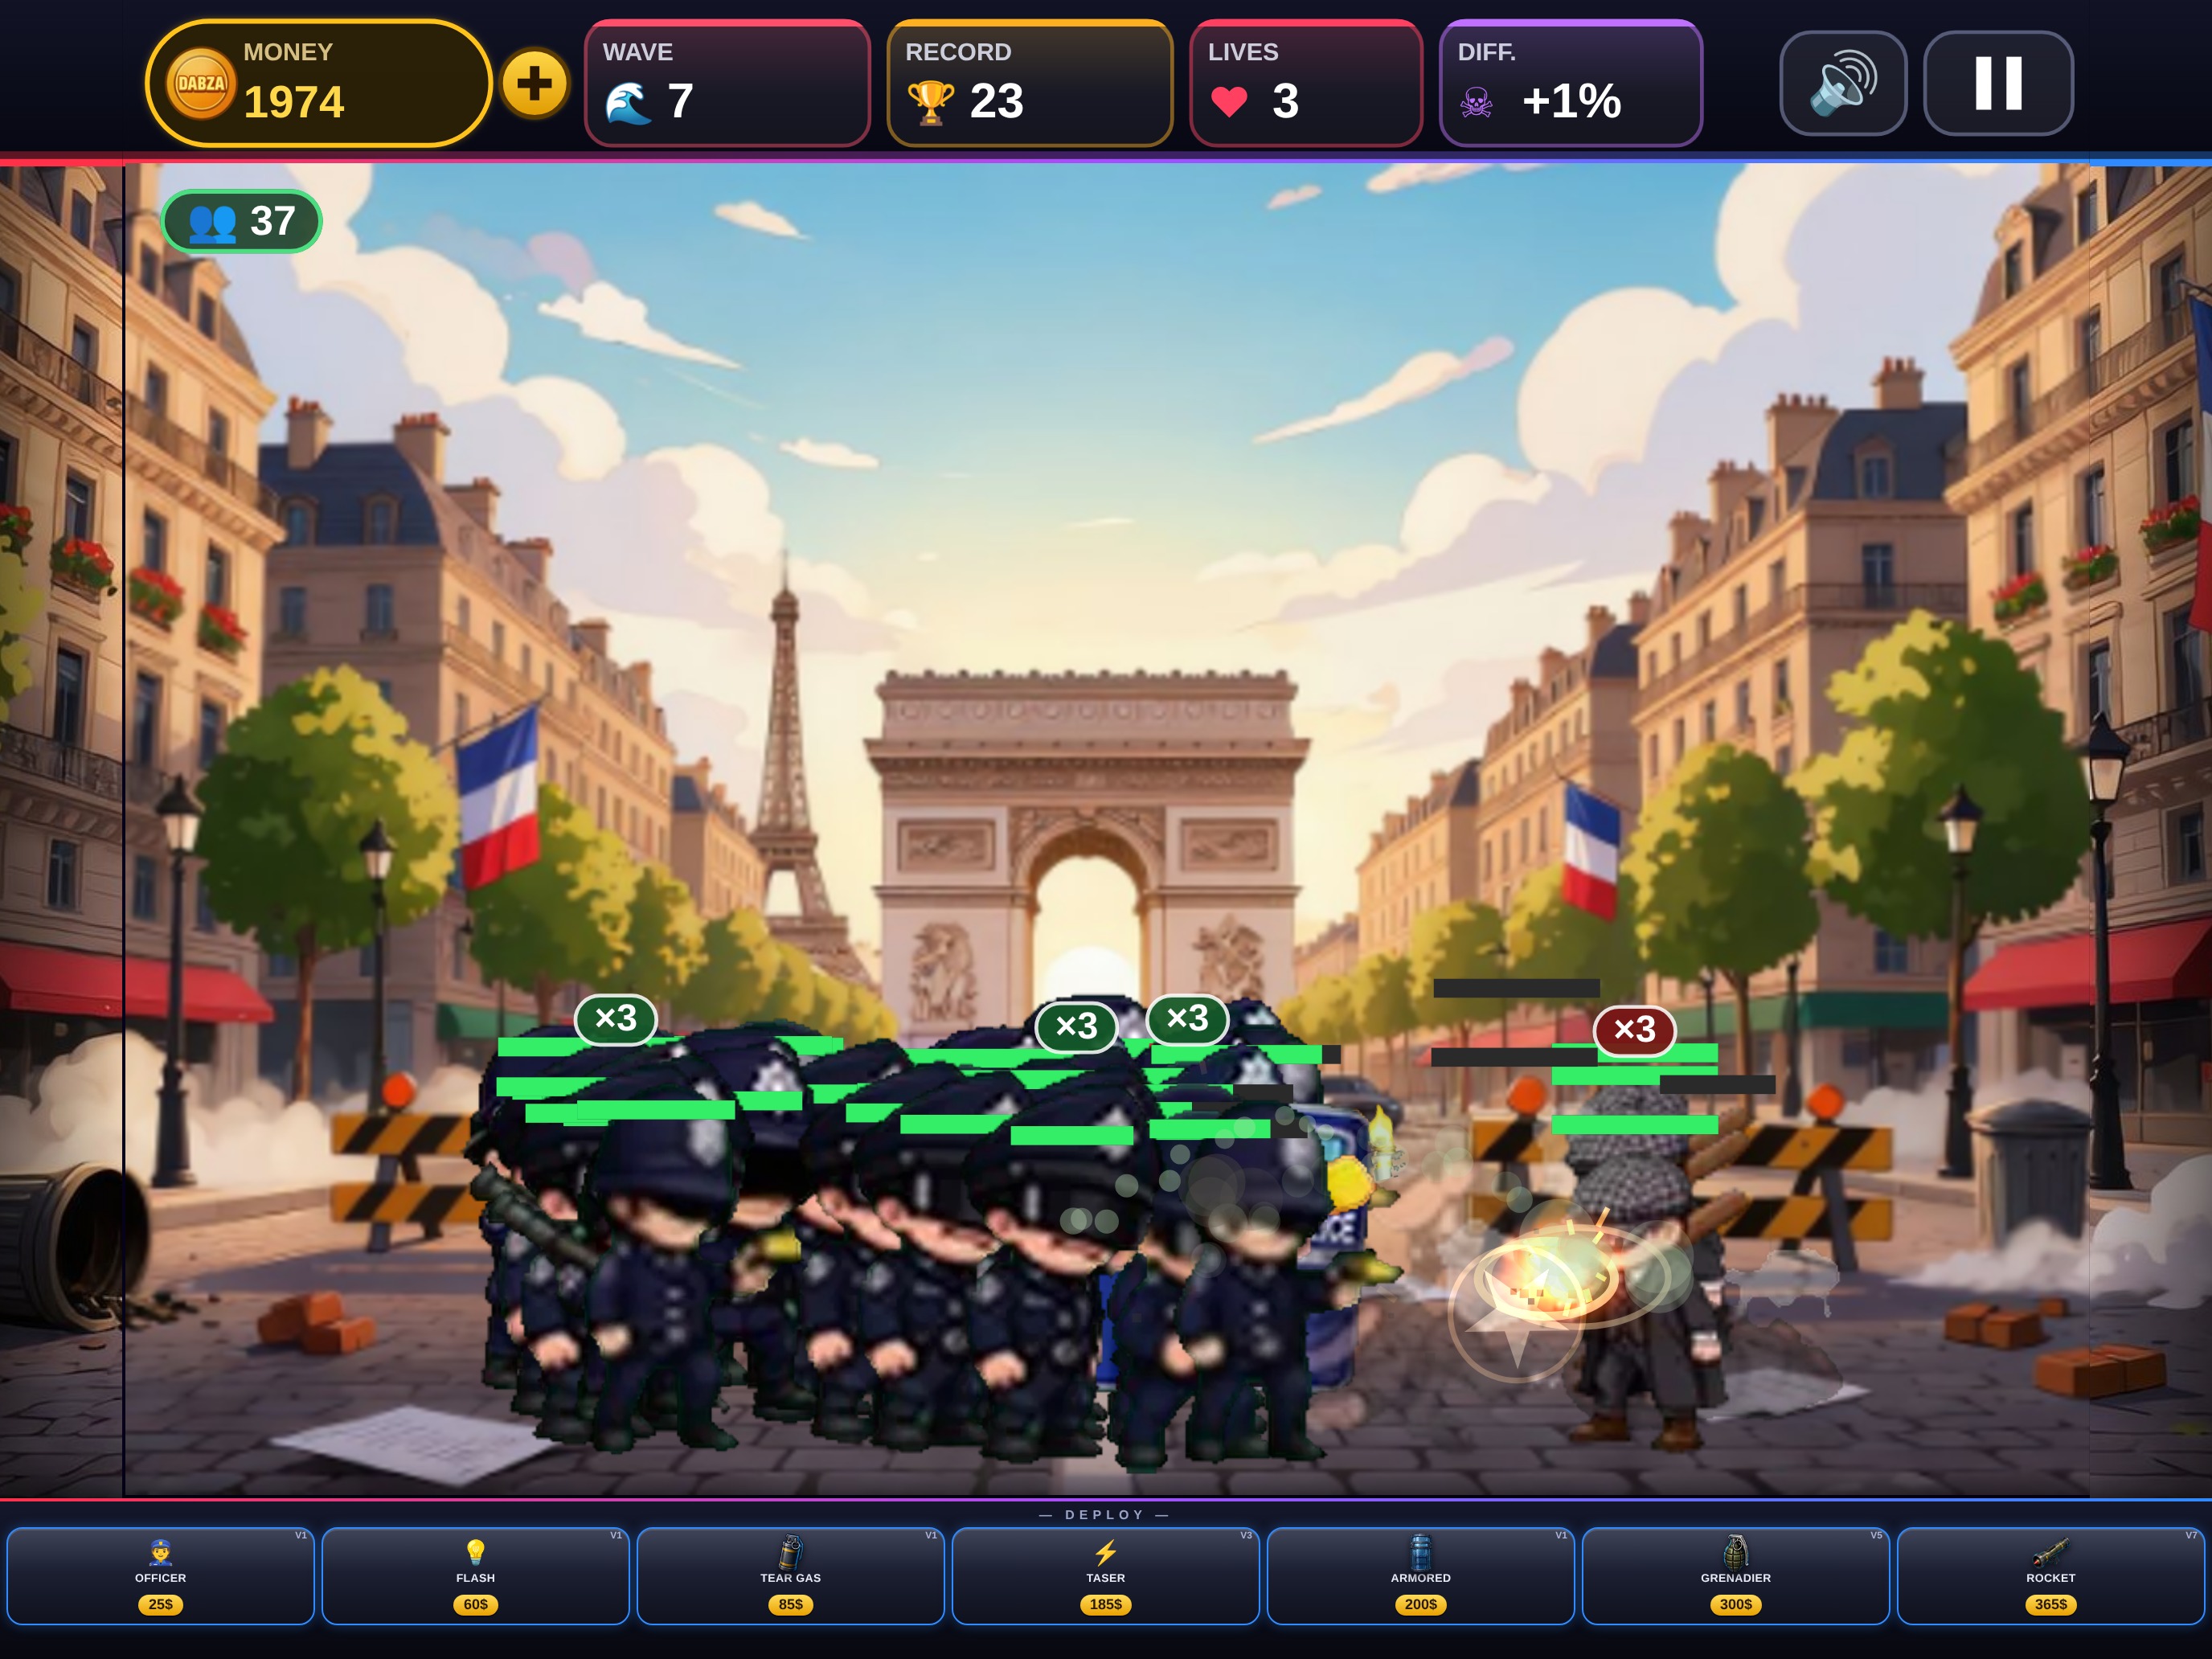 MONEY
DABZA
1974
WAVE
7
RECORD
23
LIVES
3
DIFF.
+1%
37
×3
×3
×3
×3
— DEPLOY —
V1
OFFICER
25$
V1
FLASH
60$
V1
TEAR GAS
85$
V3
TASER
185$
V1
ARMORED
200$
V5
GRENADIER
300$
V7
ROCKET
365$